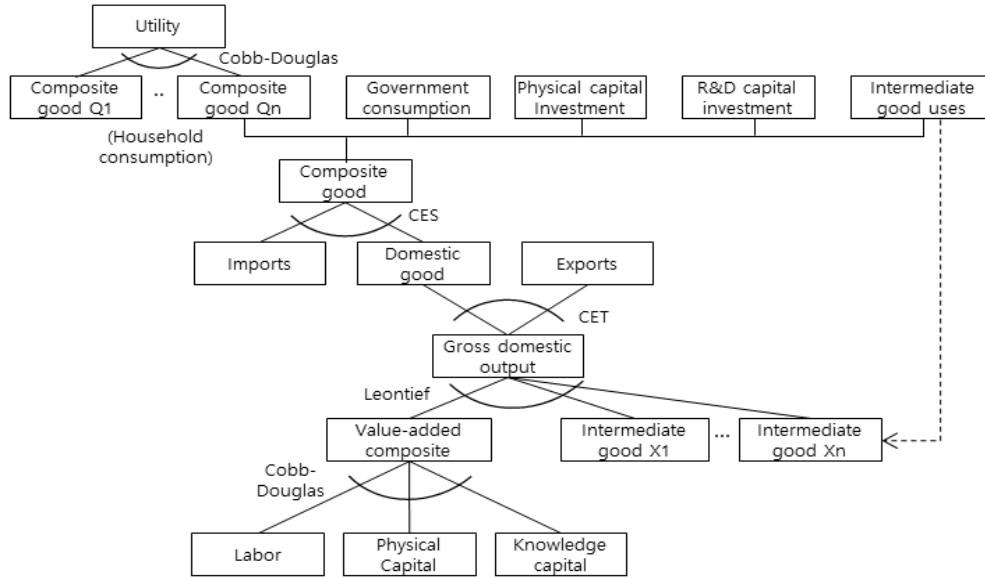 Utility
Cobb-Douglas
Composite
good Q1
..
Composite
good Qn
Government
consumption
Physical capital
Investment
R&D capital
investment
Intermediate
good uses
(Household
consumption)
Composite
good
CES
Imports
Domestic
good
Exports
CET
Gross domestic
output
Leontief
Value-added
composite
Intermediate
good X1
...
Intermediate
good Xn
Cobb-
Douglas
Labor
Physical
Capital
Knowledge
capital